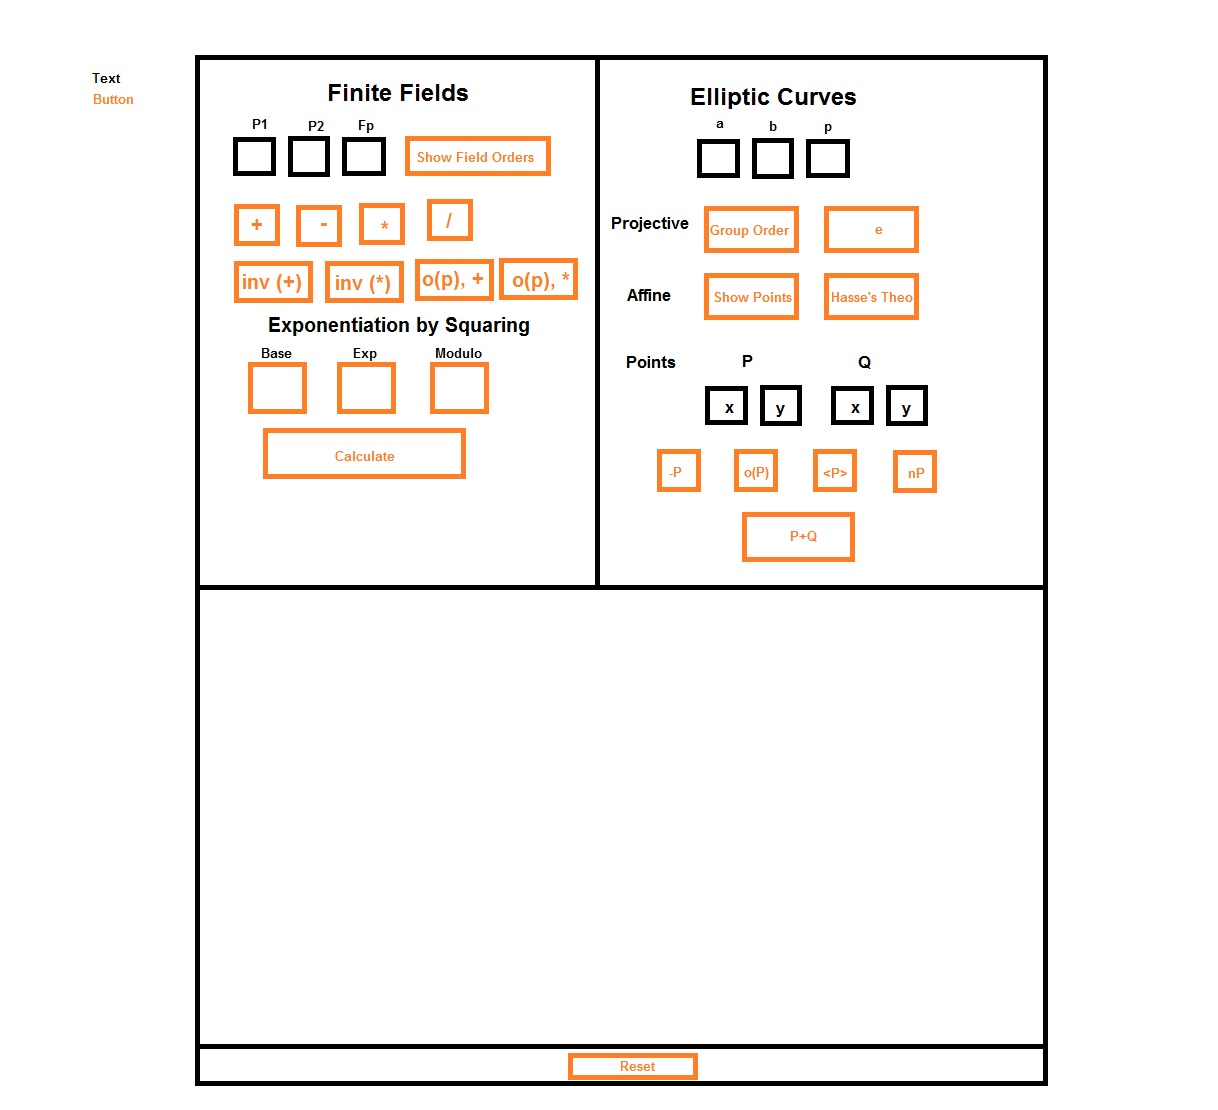 Text
Button
Finite Fields
P1 P2 Fp
Show Field Orders
+ - * /
inv (+) inv (*) o(p), + o(p), *
Exponentiation by Squaring
Base Exp Modulo
Calculate
Elliptic Curves
a b p
Projective Group Order e
Affine Show Points Hasse's Theo
Points P Q
x y x y
-P o(P) <P> nP
P+Q
Reset